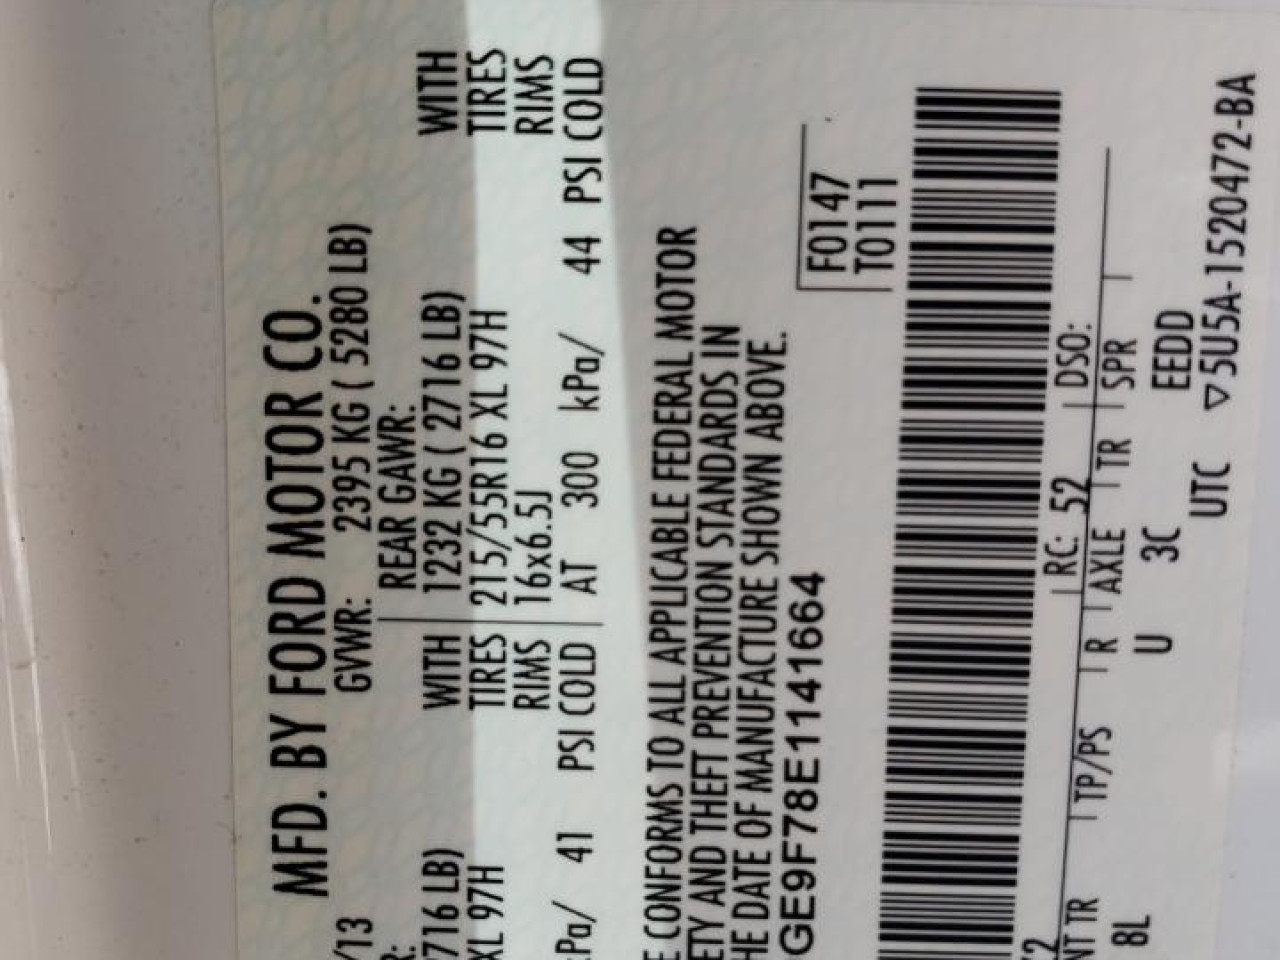 MFD. BY FORD MOTOR CO.
/13 GVWR: 2395 KG ( 5280 LB)
R: REAR GAWR:
716 LB) WITH 1232 KG ( 2716 LB) WITH
XL 97H TIRES 215/55R16 XL 97H TIRES
RIMS 16x6.5J RIMS
Pa/ 41 PSI COLD AT 300 kPa/ 44 PSI COLD
E CONFORMS TO ALL APPLICABLE FEDERAL MOTOR
ETY AND THEFT PREVENTION STANDARDS IN
HE DATE OF MANUFACTURE SHOWN ABOVE.
GE9F78E1141664
F0147
T0111
RC: 52 DSO:
NT TR TP/PS R AXLE TR SPR
8L U 3C EEDD
UTC ▽5U5A-1520472-BA